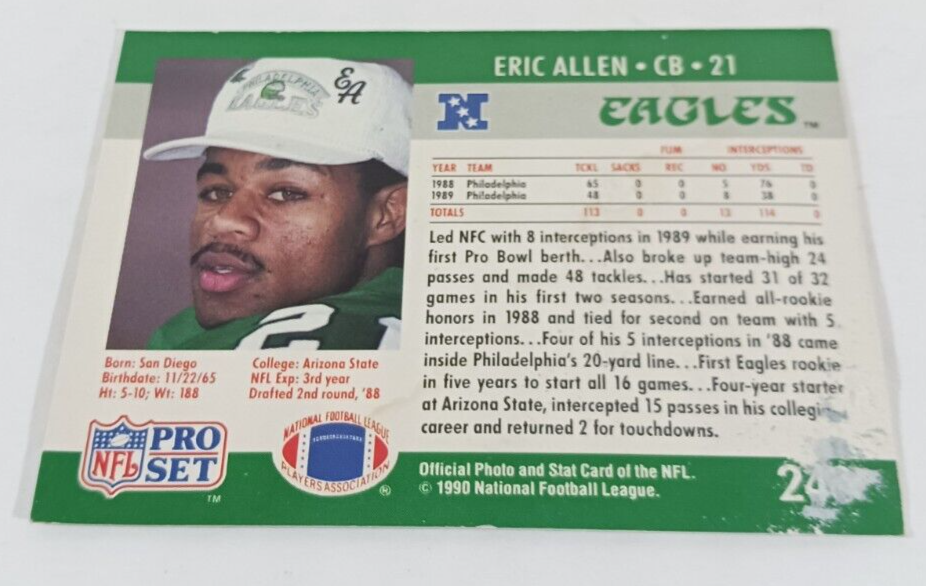 ERIC ALLEN • CB • 21
PHILADELPHIA
EAGLES
EA
N
EAGLES™
FUM INTERCEPTIONS
YEAR TEAM TCKL SACKS REC NO YDS TD
1988 Philadelphia 65 0 0 5 76 0
1989 Philadelphia 48 0 0 8 38 0
TOTALS 113 0 0 13 114 0
Led NFC with 8 interceptions in 1989 while earning his
first Pro Bowl berth...Also broke up team-high 24
passes and made 48 tackles...Has started 31 of 32
games in his first two seasons...Earned all-rookie
honors in 1988 and tied for second on team with 5
interceptions...Four of his 5 interceptions in '88 came
inside Philadelphia's 20-yard line...First Eagles rookie
in five years to start all 16 games...Four-year starter
at Arizona State, intercepted 15 passes in his collegi
career and returned 2 for touchdowns.
Born: San Diego
Birthdate: 11/22/65
Ht: 5-10; Wt: 188
College: Arizona State
NFL Exp: 3rd year
Drafted 2nd round, '88
NFL PRO
SET™
NATIONAL FOOTBALL LEAGUE
PLAYERS ASSOCIATION ®
Official Photo and Stat Card of the NFL.
© 1990 National Football League.
24